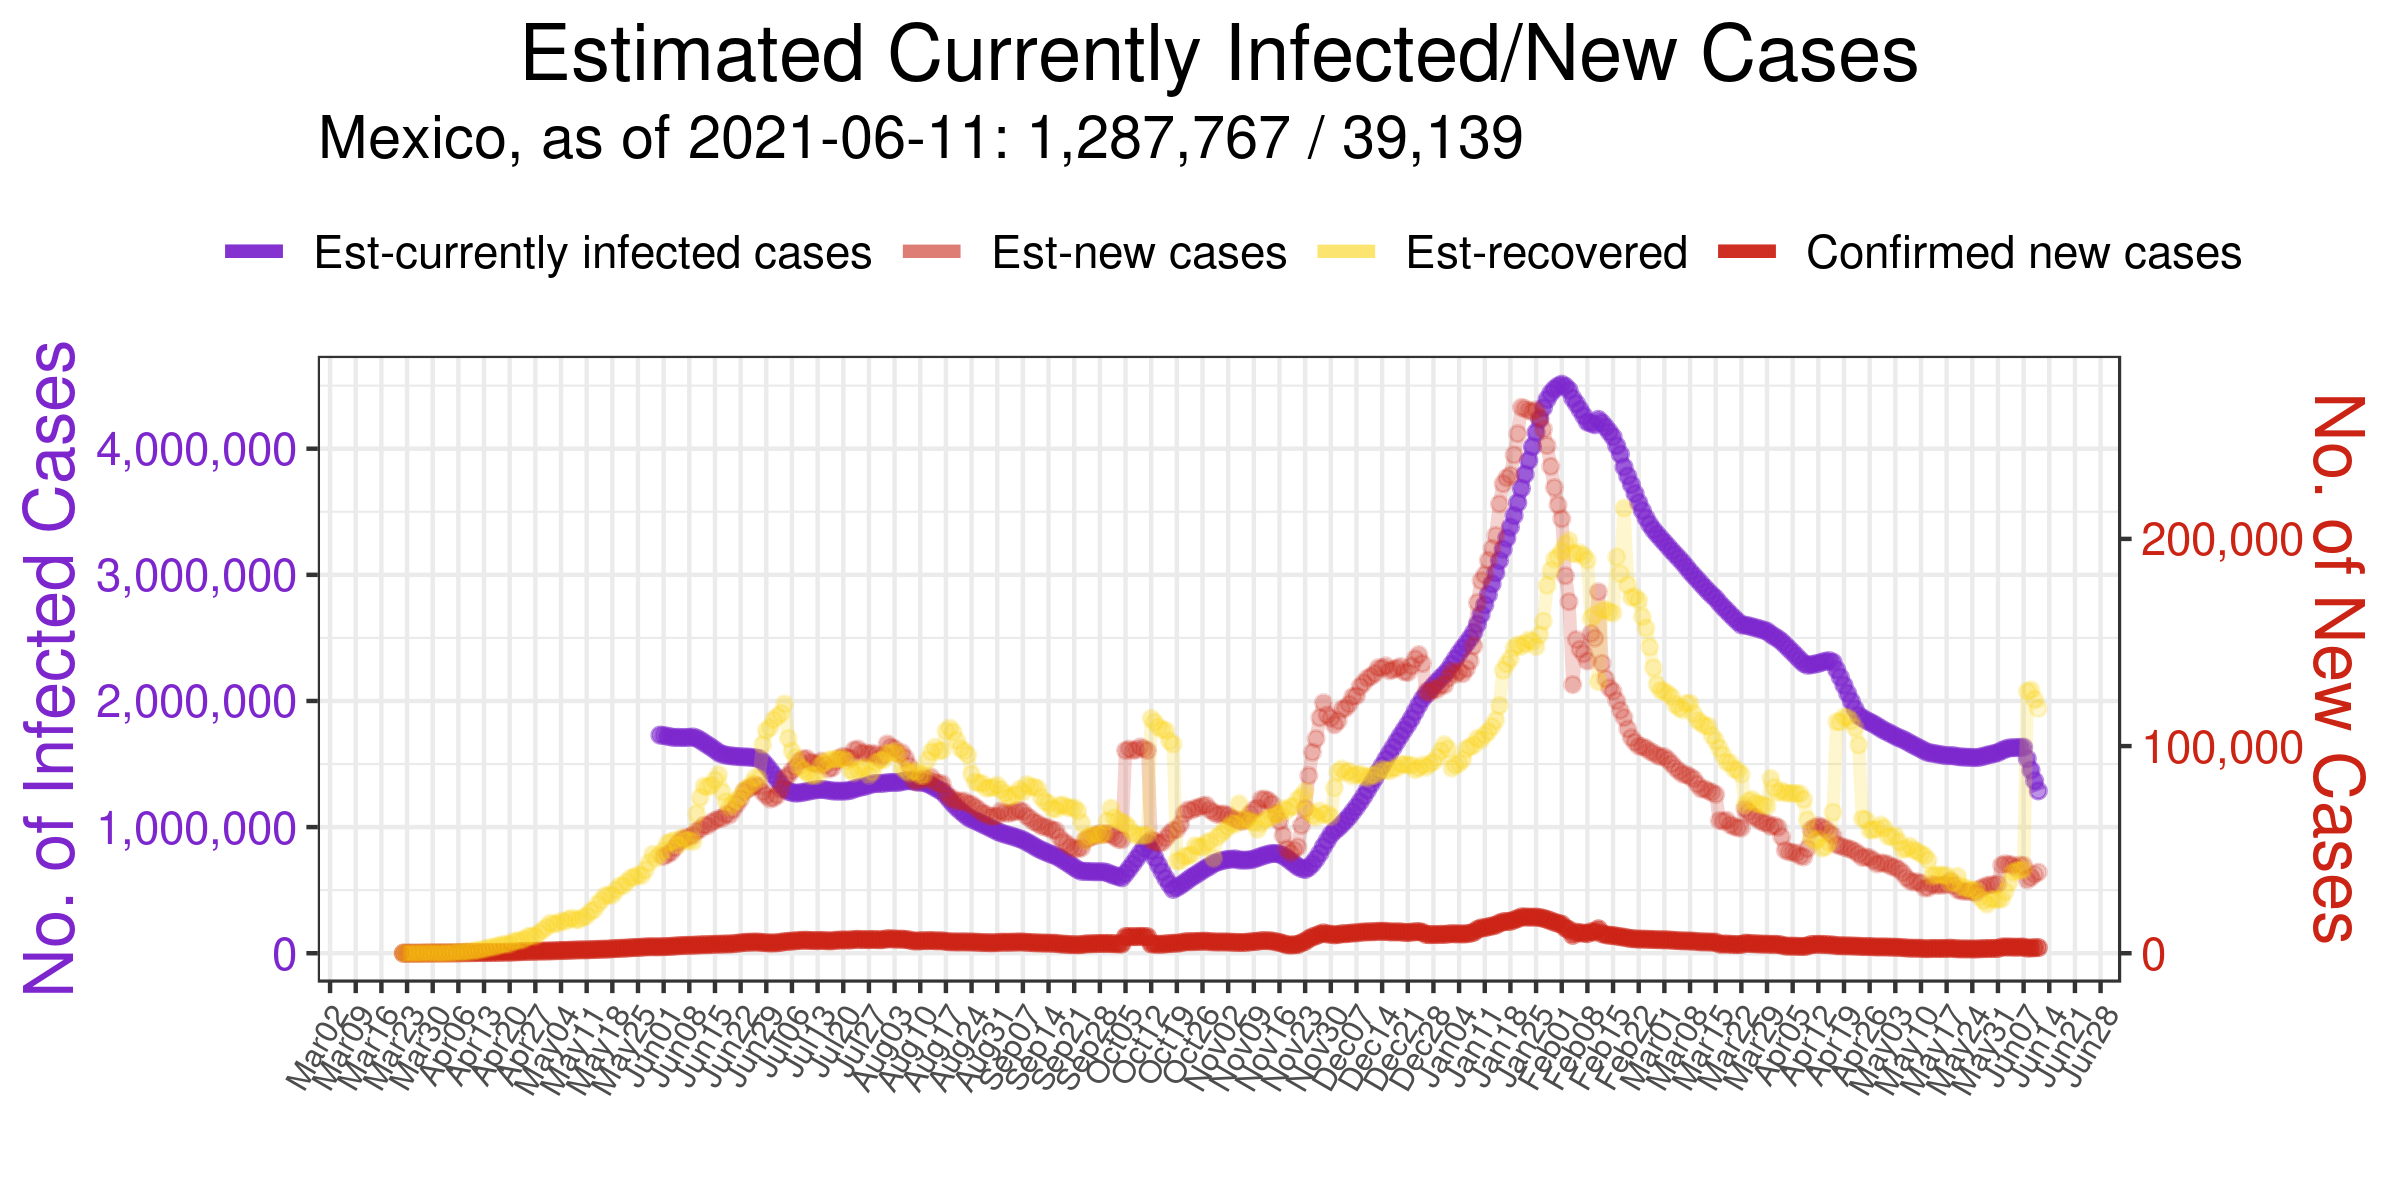 Estimated Currently Infected/New Cases
Mexico, as of 2021-06-11: 1,287,767 / 39,139
Est-currently infected cases Est-new cases Est-recovered Confirmed new cases
No. of Infected Cases
4,000,000
3,000,000
2,000,000
1,000,000
0
No. of New Cases
200,000
100,000
0
Mar02 Mar09 Mar16 Mar23 Mar30 Apr06 Apr13 Apr20 Apr27 May04 May11 May18 May25 Jun01 Jun08 Jun15 Jun22 Jun29 Jul06 Jul13 Jul20 Jul27 Aug03 Aug10 Aug17 Aug24 Aug31 Sep07 Sep14 Sep21 Sep28 Oct05 Oct12 Oct19 Oct26 Nov02 Nov09 Nov16 Nov23 Nov30 Dec07 Dec14 Dec21 Dec28 Jan04 Jan11 Jan18 Jan25 Feb01 Feb08 Feb15 Feb22 Mar01 Mar08 Mar15 Mar22 Mar29 Apr05 Apr12 Apr19 Apr26 May03 May10 May17 May24 May31 Jun07 Jun14 Jun21 Jun28